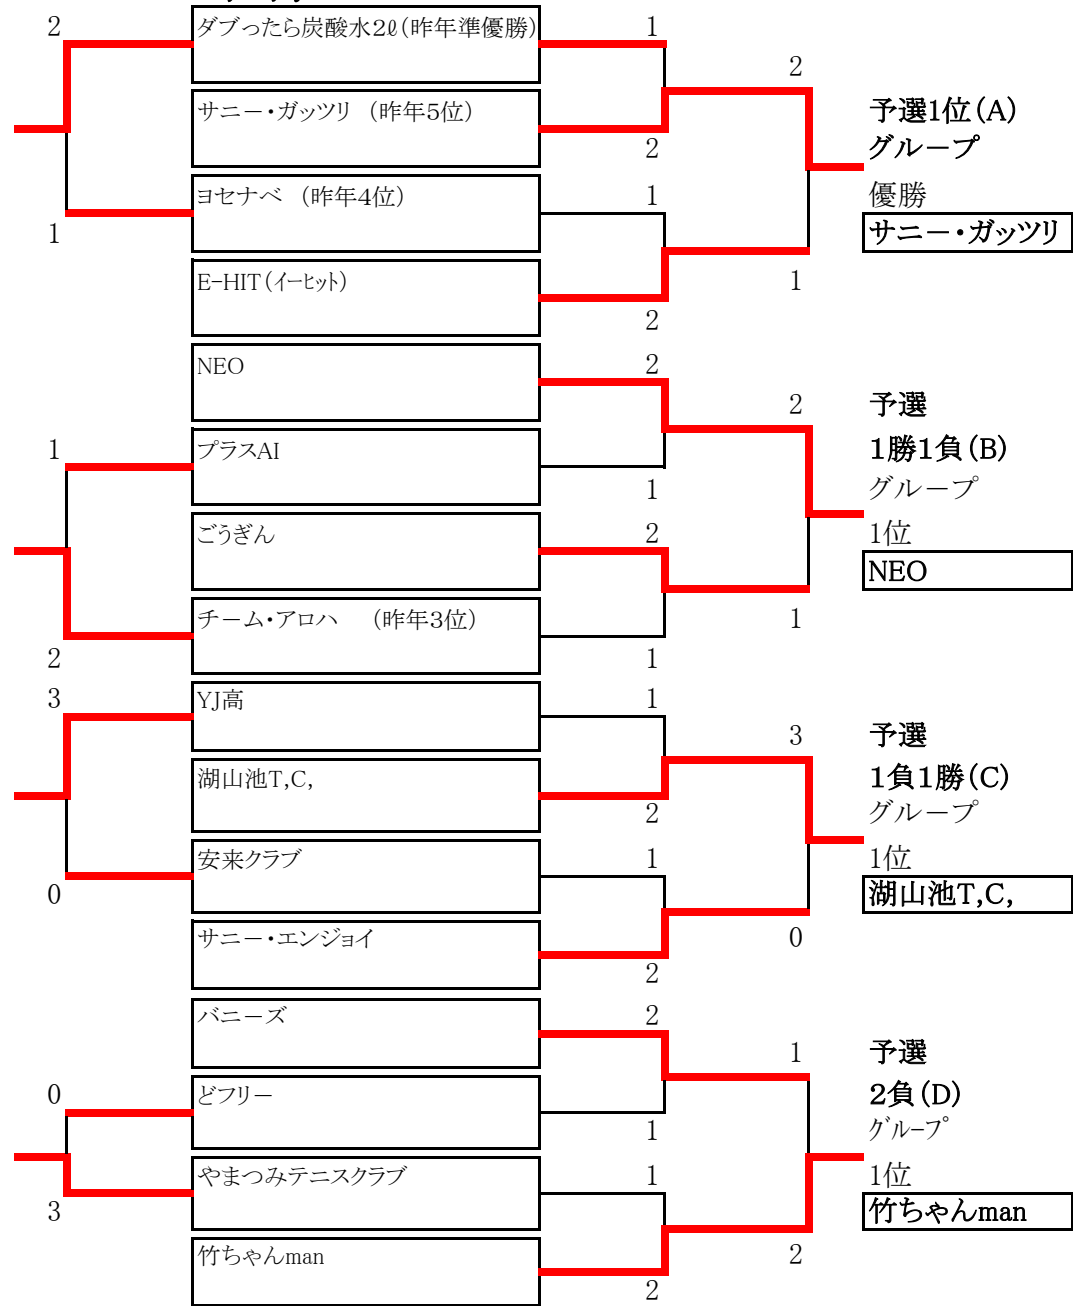 2
ダブったら炭酸水2ℓ(昨年準優勝)
1
2
サニー・ガッツリ (昨年5位)
2
予選1位(A)
グループ
ヨセナベ (昨年4位)
1
優勝
1
サニー・ガッツリ
E-HIT(イーヒット)
1
2
NEO
2
2
予選
1
プラスAI
1勝1負(B)
1
グループ
ごうぎん
2
1位
NEO
チーム・アロハ (昨年3位)
1
2
1
3
YJ高
1
3
予選
湖山池T,C,
1負1勝(C)
2
グループ
安来クラブ
1
1位
0
湖山池T,C,
サニー・エンジョイ
0
2
バニーズ
2
1
予選
0
どフリー
2負(D)
1
グループ
やまつみテニスクラブ
1
1位
3
竹ちゃんman
竹ちゃんman
2
2